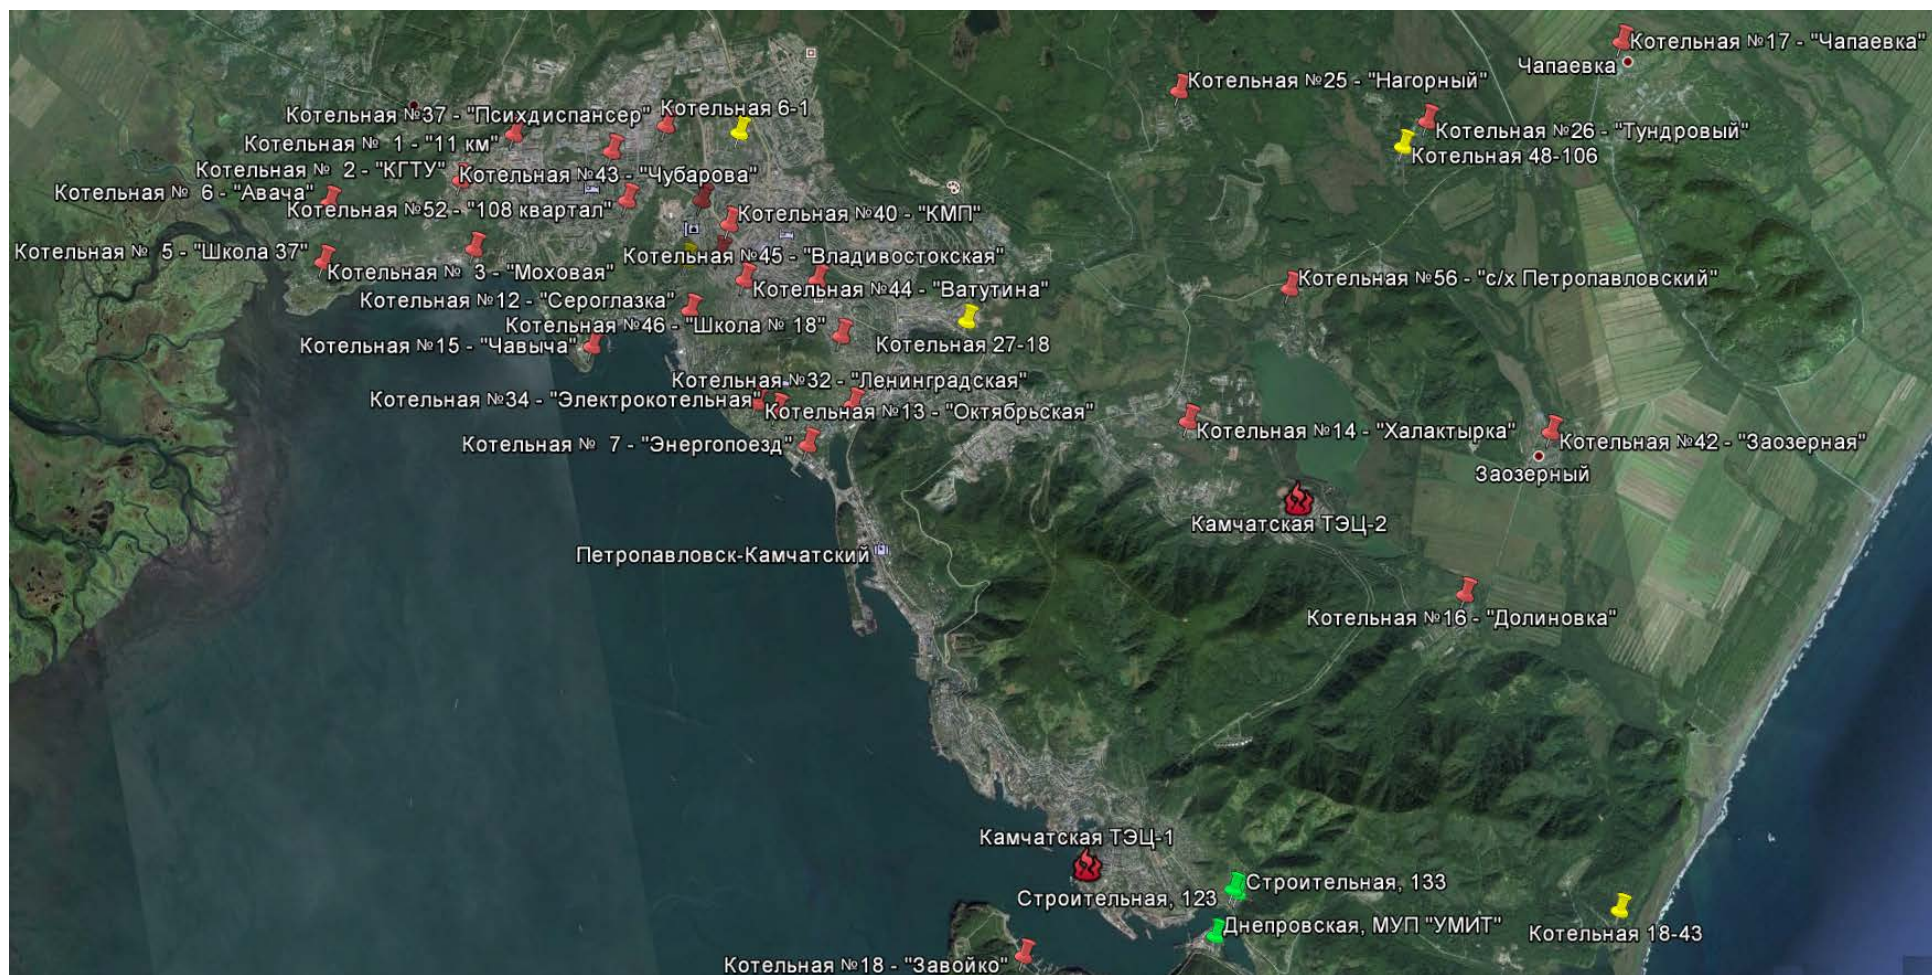 Котельная №17 - "Чапаевка"
Чапаевка
Котельная №25 - "Нагорный"
Котельная №37 - "Психдиспансер"
Котельная 6-1
Котельная №26 - "Тундровый"
Котельная № 1 - "11 км"
Котельная 48-106
Котельная № 2 - "КГТУ"
Котельная №43 - "Чубарова"
Котельная № 6 - "Авача"
Котельная №52 - "108 квартал"
Котельная №40 - "КМП"
Котельная № 5 - "Школа 37"
Котельная №45 - "Владивостокская"
Котельная № 3 - "Моховая"
Котельная №56 - "с/х Петропавловский"
Котельная №44 - "Ватутина"
Котельная №12 - "Сероглазка"
Котельная №46 - "Школа № 18"
Котельная №15 - "Чавыча"
Котельная 27-18
Котельная №32 - "Ленинградская"
Котельная №34 - "Электрокотельная"
Котельная №13 - "Октябрьская"
Котельная №14 - "Халактырка"
Котельная №42 - "Заозерная"
Котельная № 7 - "Энергопоезд"
Заозерный
Камчатская ТЭЦ-2
Петропавловск-Камчатский
Котельная №16 - "Долиновка"
Камчатская ТЭЦ-1
Строительная, 133
Строительная, 123
Днепровская, МУП "УМИТ"
Котельная 18-43
Котельная №18 - "Завойко"